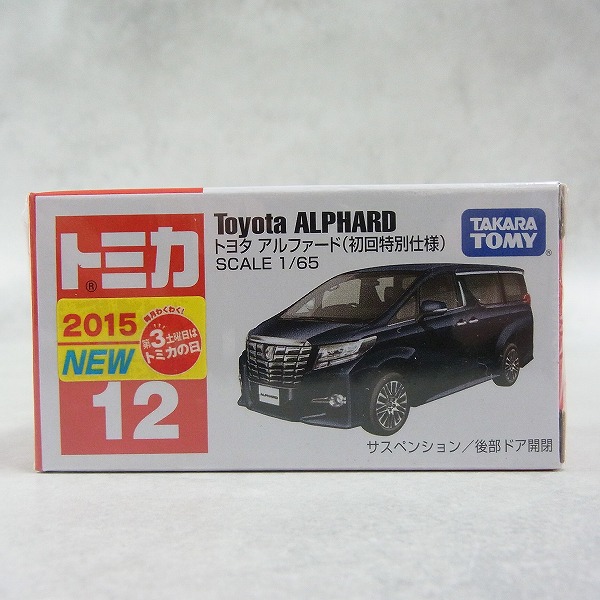 トミカ
®
2015
NEW
毎月わくわく!
第3土曜日は
トミカの日
12
Toyota ALPHARD
トヨタ アルファード(初回特別仕様)
SCALE 1/65
TAKARA
TOMY
®
ALPHARD
サスペンション/後部ドア開閉